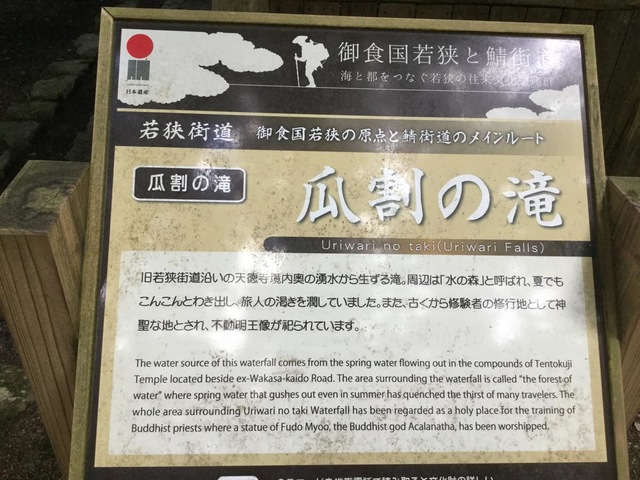 御食国若狭と鯖街道
海と都をつなぐ若狭の往来
日本遺産
若狭街道 御食国若狭の原点と鯖街道のメインルート
瓜割の滝 瓜割の滝
Uriwari no taki(Uriwari Falls)
旧若狭街道沿いの天徳寺境内奥の湧水から生ずる滝。周辺は「水の森」と呼ばれ、夏でも
こんこんとわき出し、旅人の渇きを潤していました。また、古くから修験者の修行地として神
聖な地とされ、不動明王像が祀られています。
The water source of this waterfall comes from the spring water flowing out in the compounds of Tentokuji
Temple located beside ex-Wakasa-kaido Road. The area surrounding the waterfall is called "the forest of
water" where spring water that gushes out even in summer has quenched the thirst of many travelers. The
whole area surrounding Uriwari no taki Waterfall has been regarded as a holy place for the training of
Buddhist priests where a statue of Fudo Myoo, the Buddhist god Acalanatha, has been worshipped.